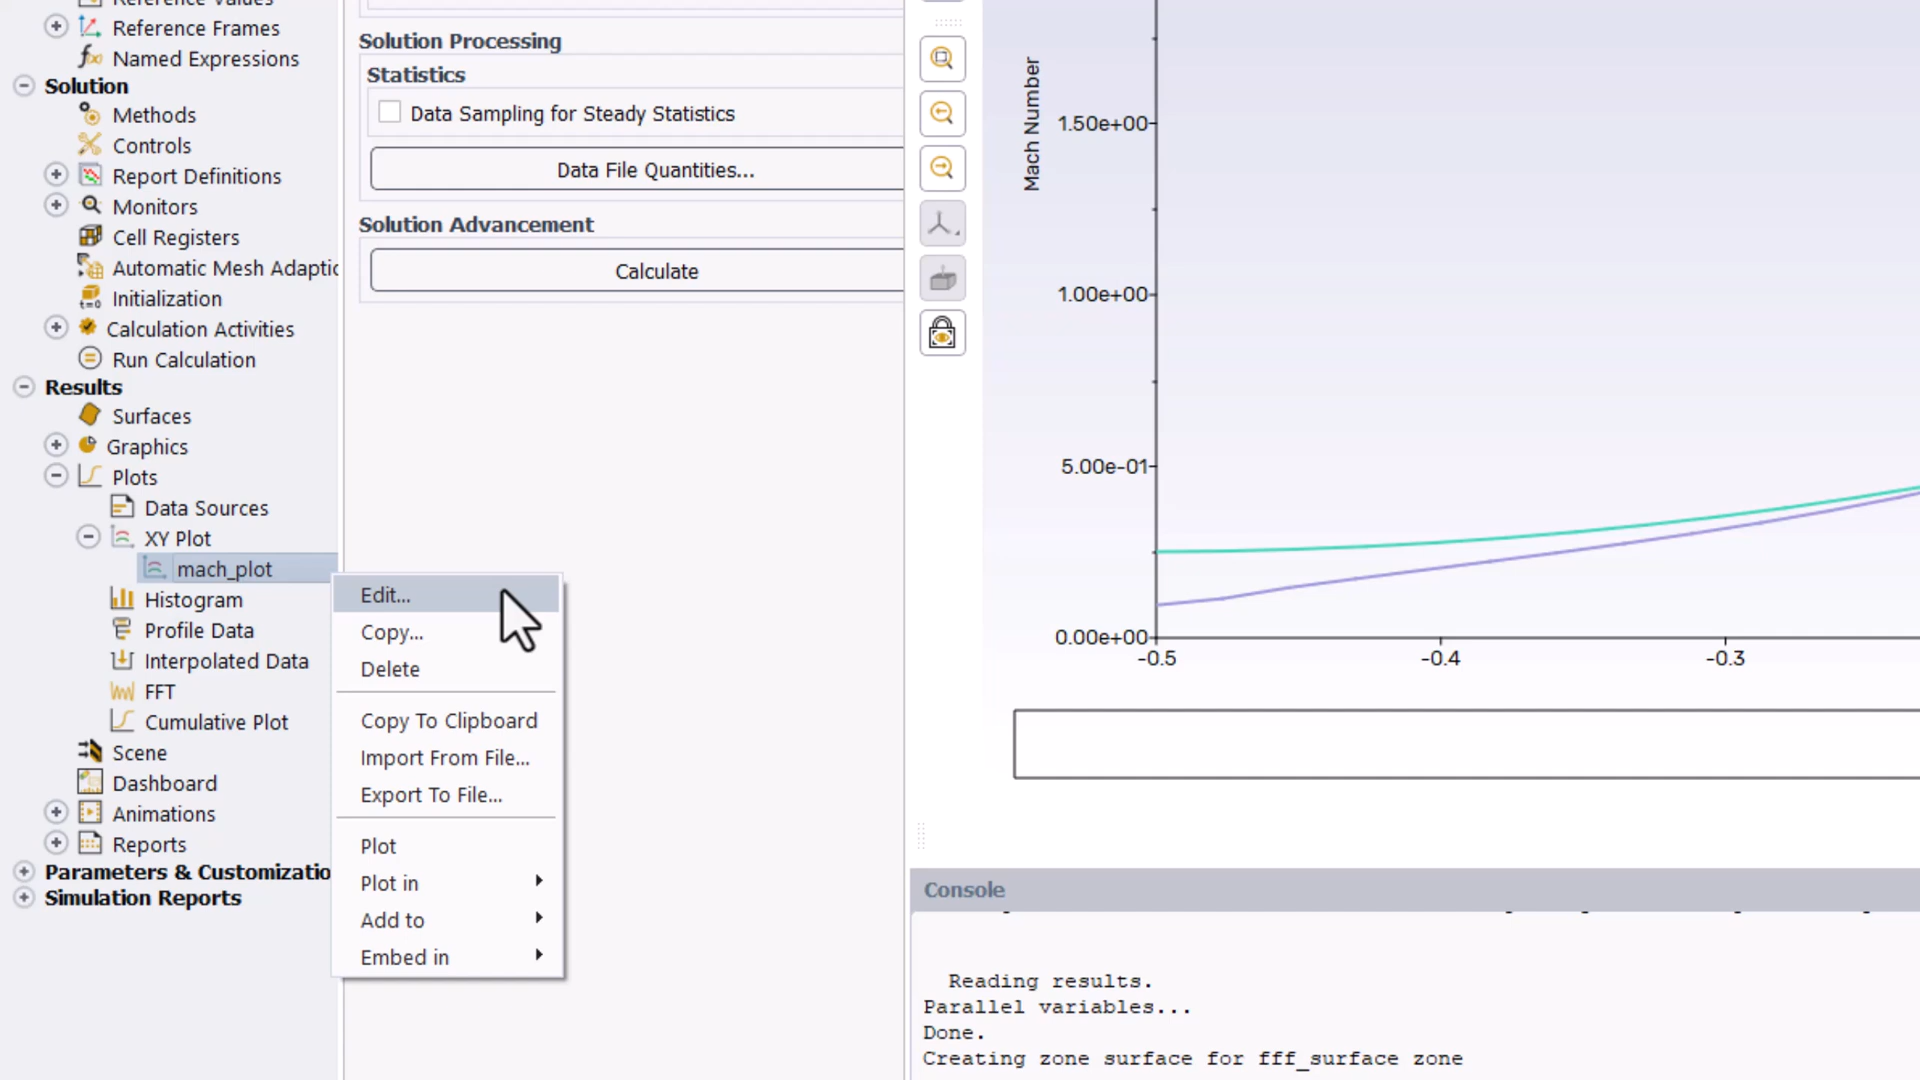 Reference Values
Reference Frames
Named Expressions
Solution
Methods
Controls
Report Definitions
Monitors
Cell Registers
Automatic Mesh Adaptic
Initialization
Calculation Activities
Run Calculation
Results
Surfaces
Graphics
Plots
Data Sources
XY Plot
mach_plot
Histogram
Profile Data
Interpolated Data
FFT
Cumulative Plot
Scene
Dashboard
Animations
Reports
Parameters & Customizatio
Simulation Reports
Edit...
Copy...
Delete
Copy To Clipboard
Import From File...
Export To File...
Plot
Plot in
Add to
Embed in
Solution Processing
Statistics
Data Sampling for Steady Statistics
Data File Quantities...
Solution Advancement
Calculate
Mach Number
1.50e+00
1.00e+00
5.00e-01
0.00e+00
-0.5
-0.4
-0.3
Console
Reading results.
Parallel variables...
Done.
Creating zone surface for fff_surface zone